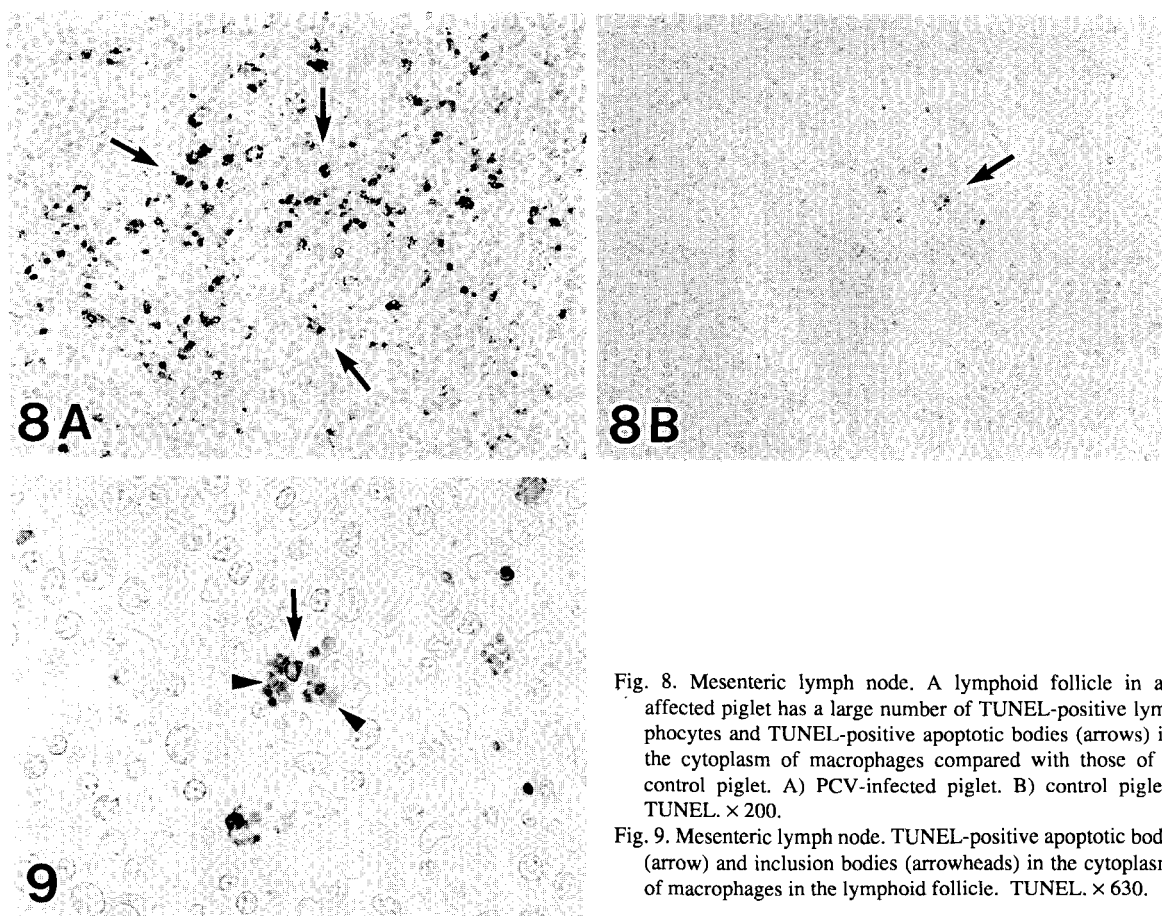 8A
8B
9
Fig. 8. Mesenteric lymph node. A lymphoid follicle in a
affected piglet has a large number of TUNEL-positive lym
phocytes and TUNEL-positive apoptotic bodies (arrows) i
the cytoplasm of macrophages compared with those of
control piglet. A) PCV-infected piglet. B) control pigle
TUNEL. × 200.
Fig. 9. Mesenteric lymph node. TUNEL-positive apoptotic bod
(arrow) and inclusion bodies (arrowheads) in the cytoplasm
of macrophages in the lymphoid follicle. TUNEL. × 630.